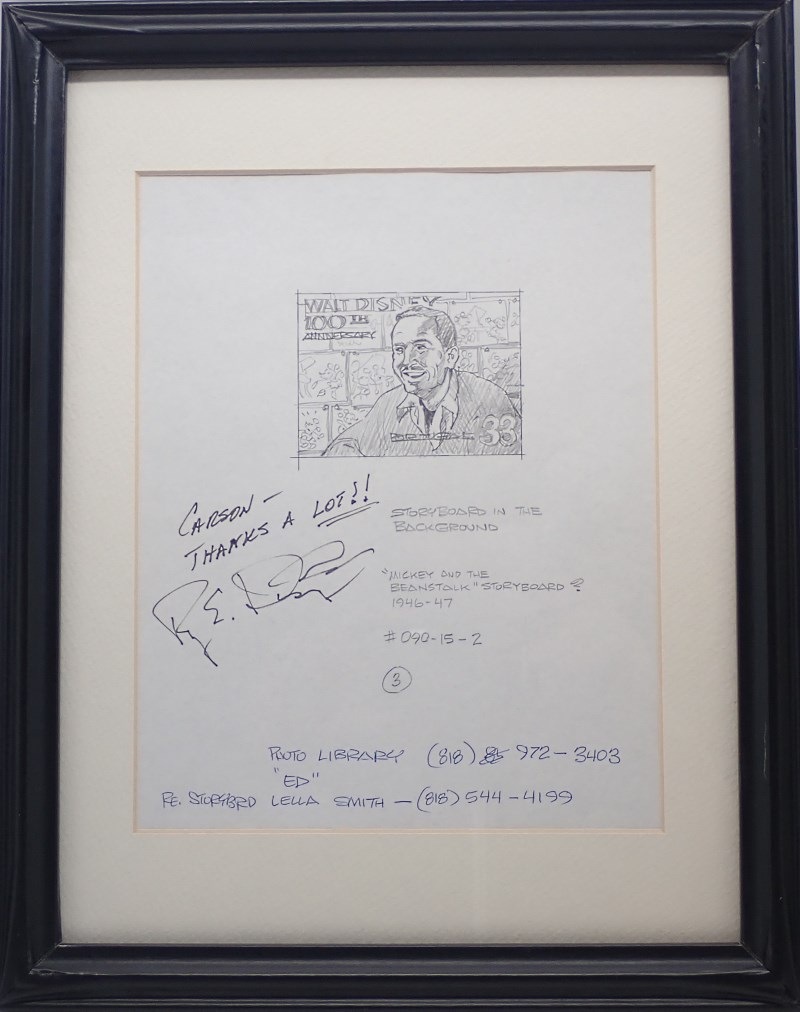 WALT DISNEY
100TH
ANNIVERSARY
PORTUGAL 33
CARSON -
THANKS A LOT!!
STORYBOARD IN THE
BACKGROUND
"MICKEY AND THE
BEANSTALK" STORYBOARD ?
1946-47
#090-15-2
3
PHOTO LIBRARY (818) 972-3403
"ED"
RE. STORYBRD LELLA SMITH - (818) 544-4199